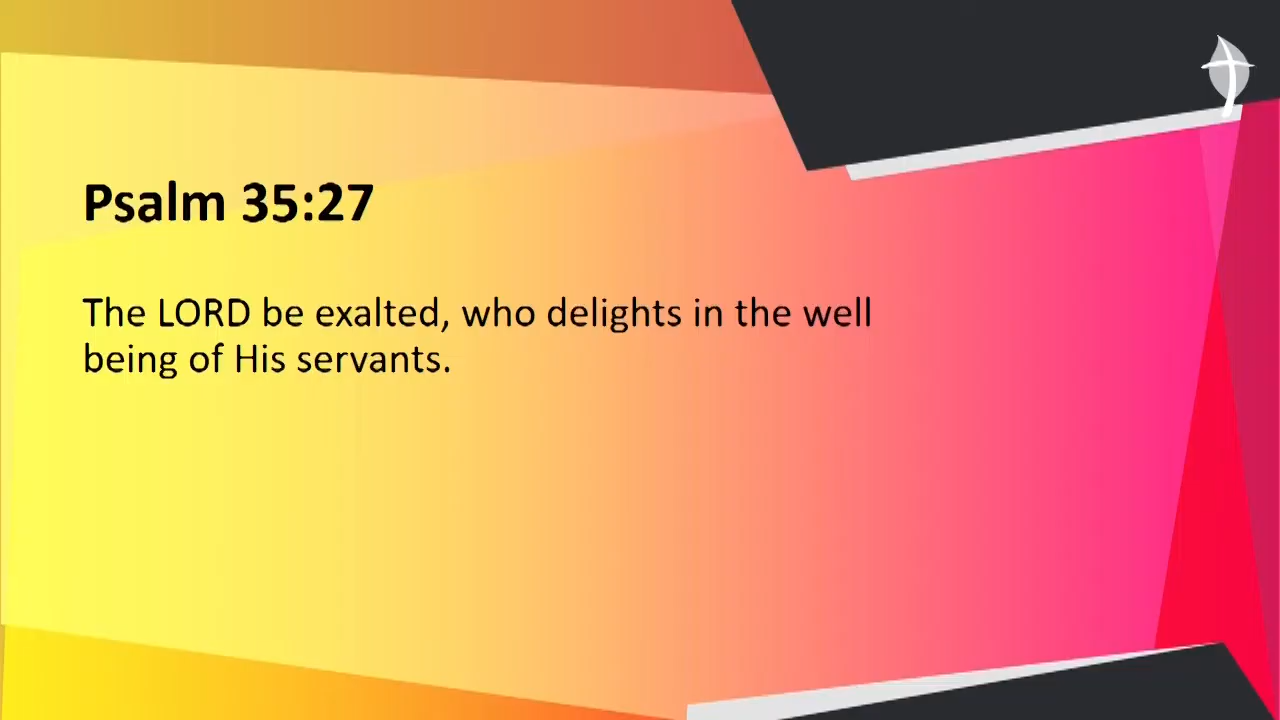 Psalm 35:27
The LORD be exalted, who delights in the well
being of His servants.